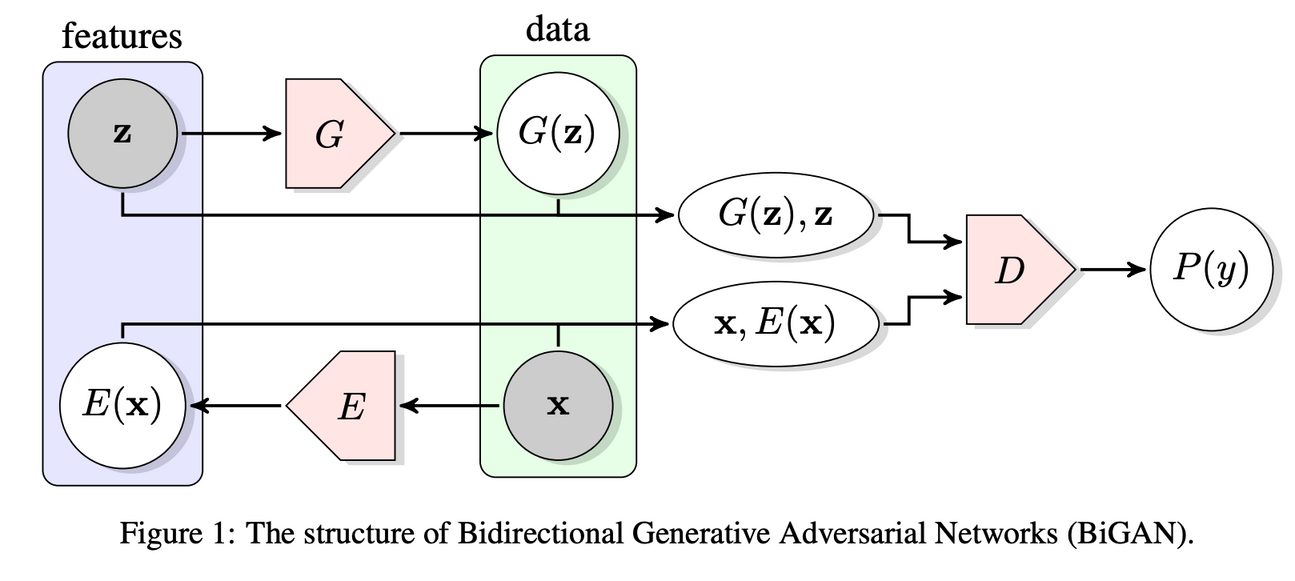 features
data
z
G
G(z)
G(z), z
D
P(y)
x, E(x)
E(x)
E
x
Figure 1: The structure of Bidirectional Generative Adversarial Networks (BiGAN).